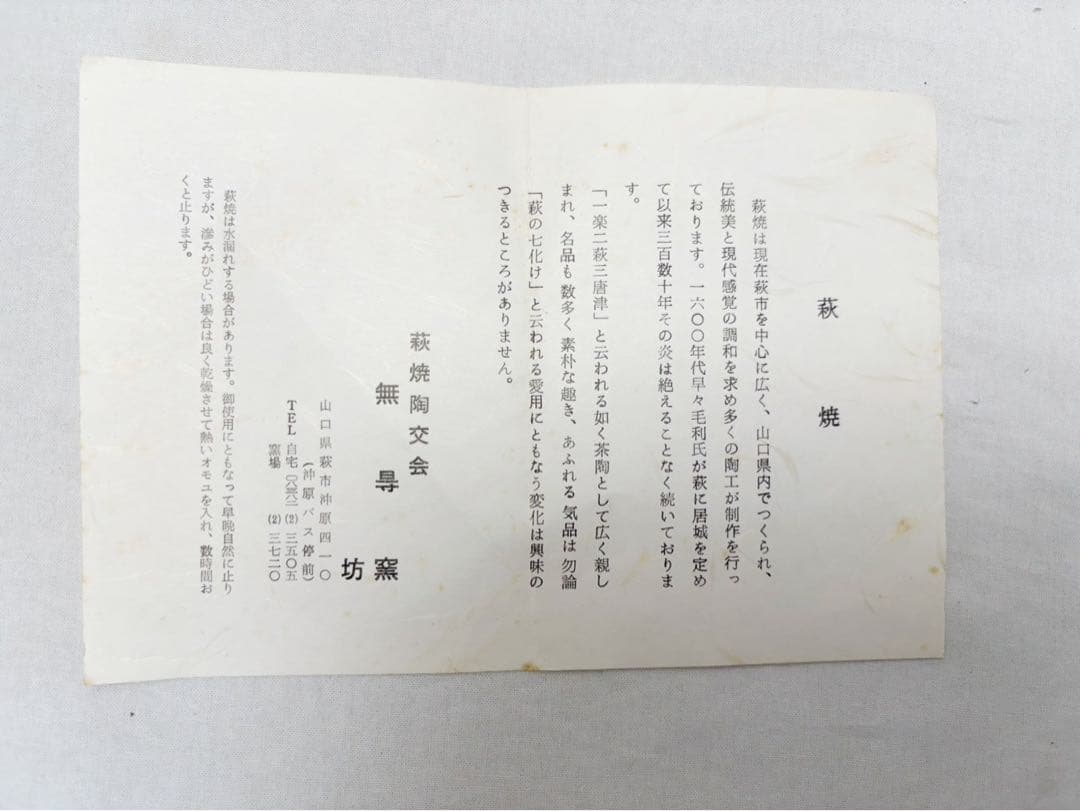 萩焼
萩焼は現在萩市を中心に広く、山口県内でつくられ、
伝統美と現代感覚の調和を求め多くの陶工が制作を行っ
ております。一六〇〇年代早々毛利氏が萩に居城を定め
て以来三百数十年その炎は絶えることなく続いておりま
す。
「一楽二萩三唐津」と云われる如く茶陶として広く親し
まれ、名品も数多く素朴な趣き、あふれる気品は勿論
「萩の七化け」と云われる愛用にともなう変化は興味の
つきるところがありません。
萩焼陶交会
無㝵窯
坊
山口県萩市沖原四一〇
(沖原バス停前)
TEL 自宅 (2) 三五〇五
窯場 (2) 三七二〇
萩焼は水漏れする場合があります。御使用にともなって早晩自然に止り
ますが、滲みがひどい場合は良く乾燥させて熱いオモユを入れ、数時間お
くと止ります。